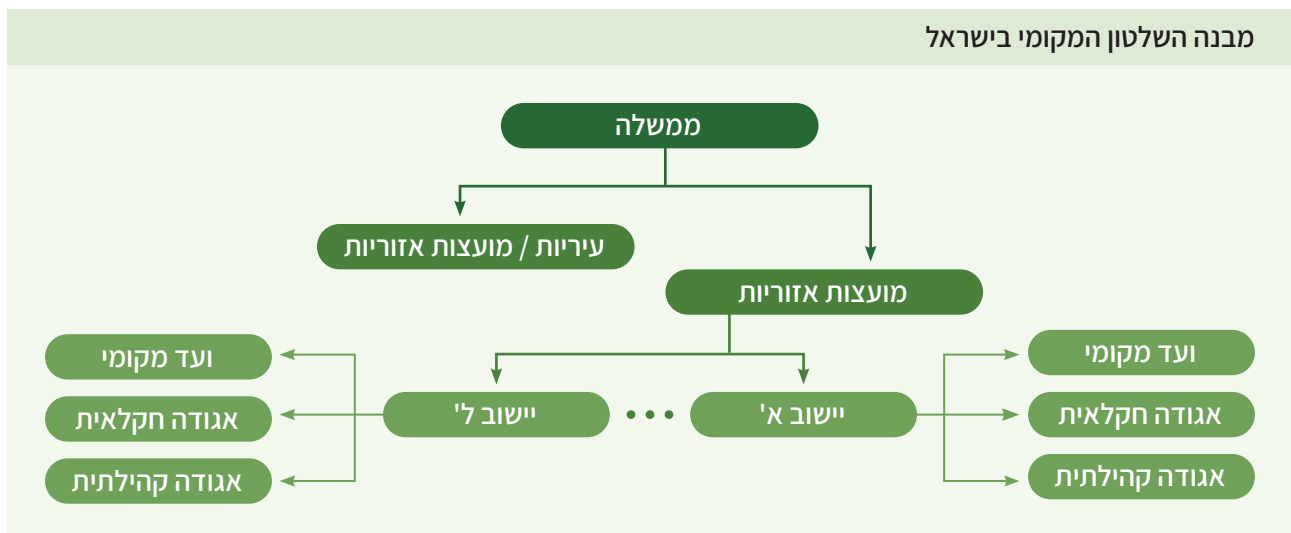 מבנה השלטון המקומי בישראל
ממשלה
עיריות / מועצות אזוריות
מועצות אזוריות
ועד מקומי
אגודה חקלאית
אגודה קהילתית
יישוב א'
•••
יישוב ל'
ועד מקומי
אגודה חקלאית
אגודה קהילתית